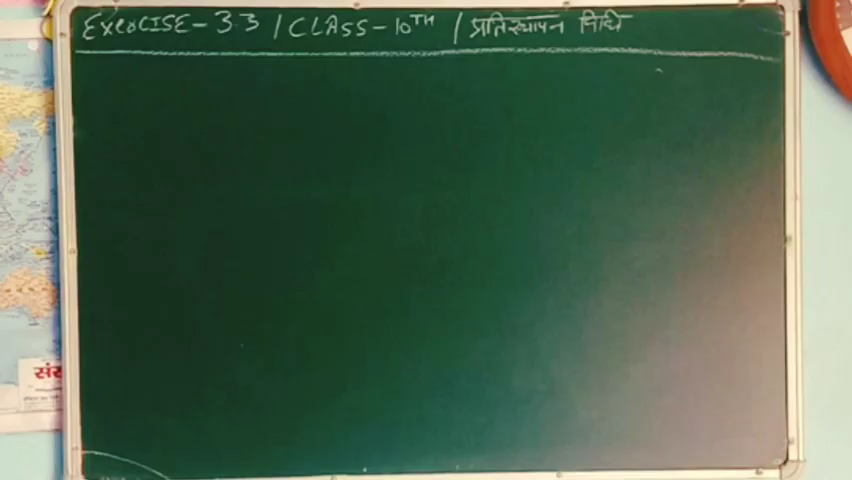 EXERCISE - 3.3 / CLASS - 10TH / प्रतिस्थापन विधि
संस्